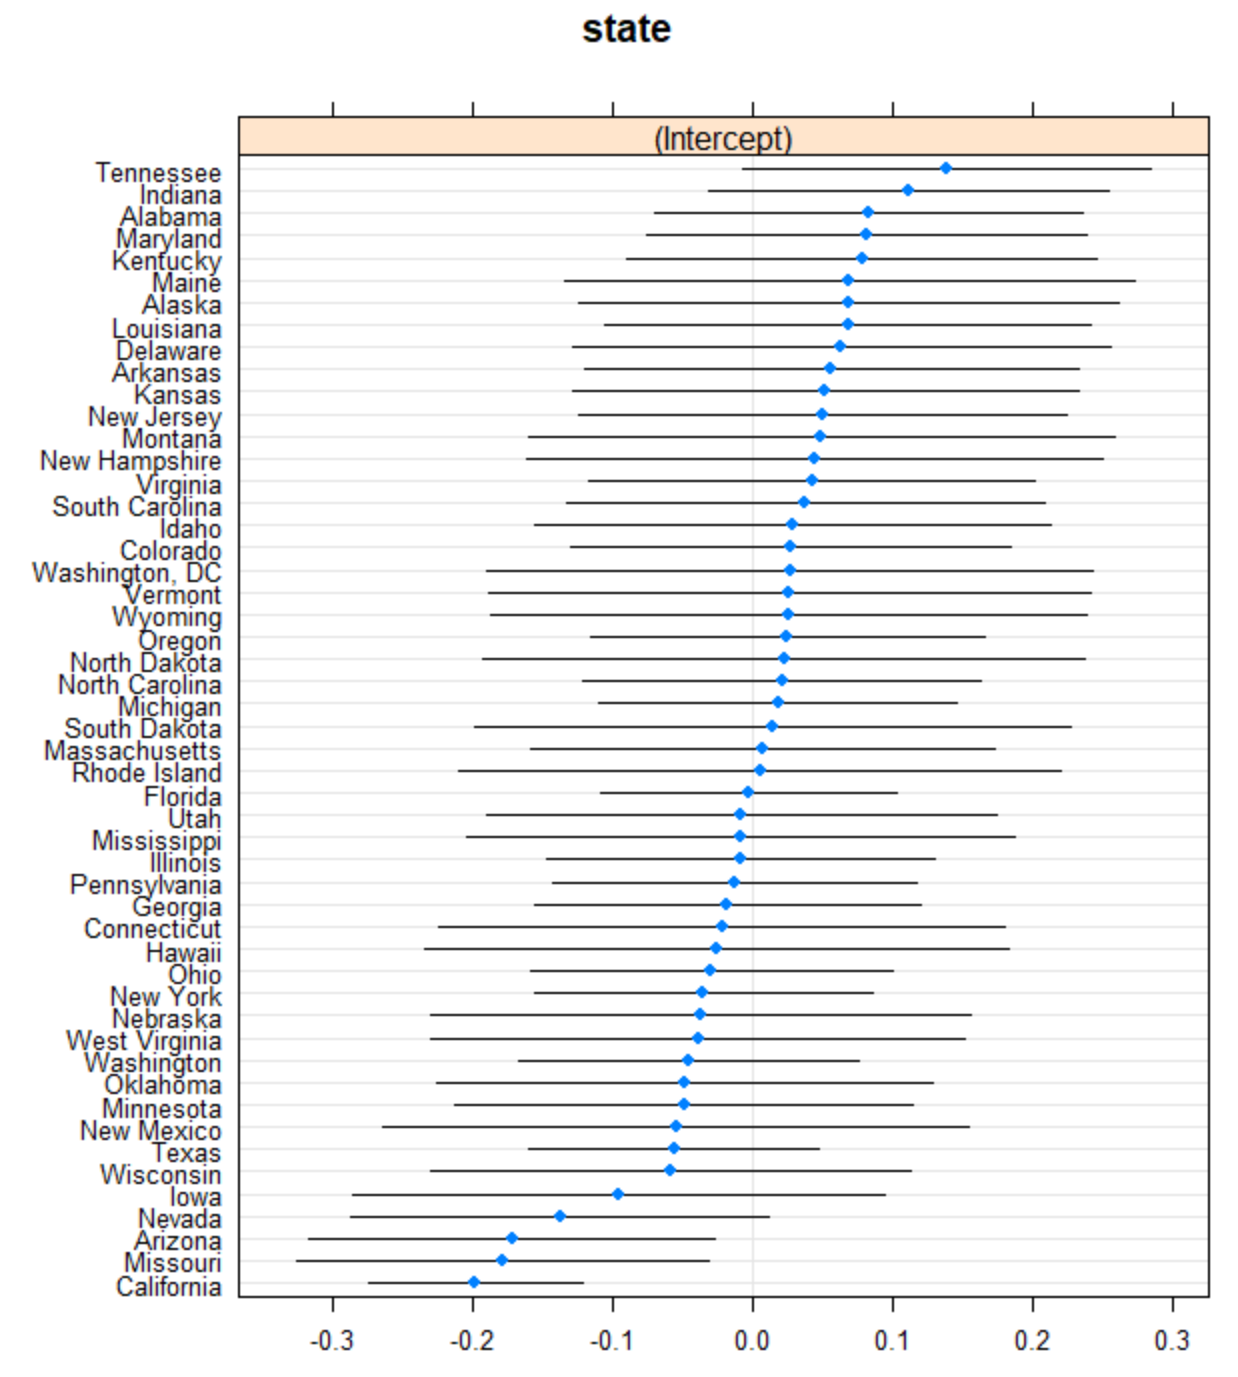 state
(Intercept)
Tennessee
Indiana
Alabama
Maryland
Kentucky
Maine
Alaska
Louisiana
Delaware
Arkansas
Kansas
New Jersey
Montana
New Hampshire
Virginia
South Carolina
Idaho
Colorado
Washington, DC
Vermont
Wyoming
Oregon
North Dakota
North Carolina
Michigan
South Dakota
Massachusetts
Rhode Island
Florida
Utah
Mississippi
Illinois
Pennsylvania
Georgia
Connecticut
Hawaii
Ohio
New York
Nebraska
West Virginia
Washington
Oklahoma
Minnesota
New Mexico
Texas
Wisconsin
Iowa
Nevada
Arizona
Missouri
California
-0.3 -0.2 -0.1 0.0 0.1 0.2 0.3